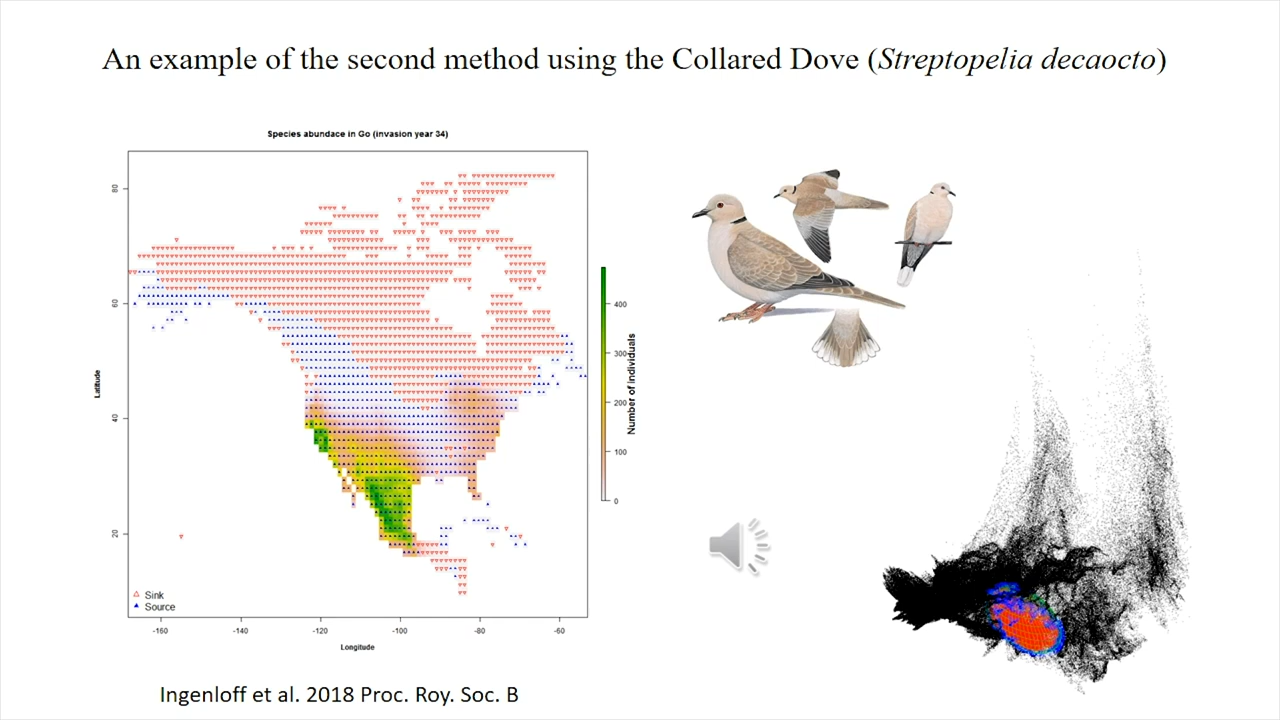 An example of the second method using the Collared Dove (Streptopelia decaocto)
Species abundace in Go (invasion year 34)
80
60
40
20
Latitude
-160
-140
-120
-100
-80
-60
Longitude
Sink
Source
400
300
200
100
0
Number of individuals
Ingenloff et al. 2018 Proc. Roy. Soc. B